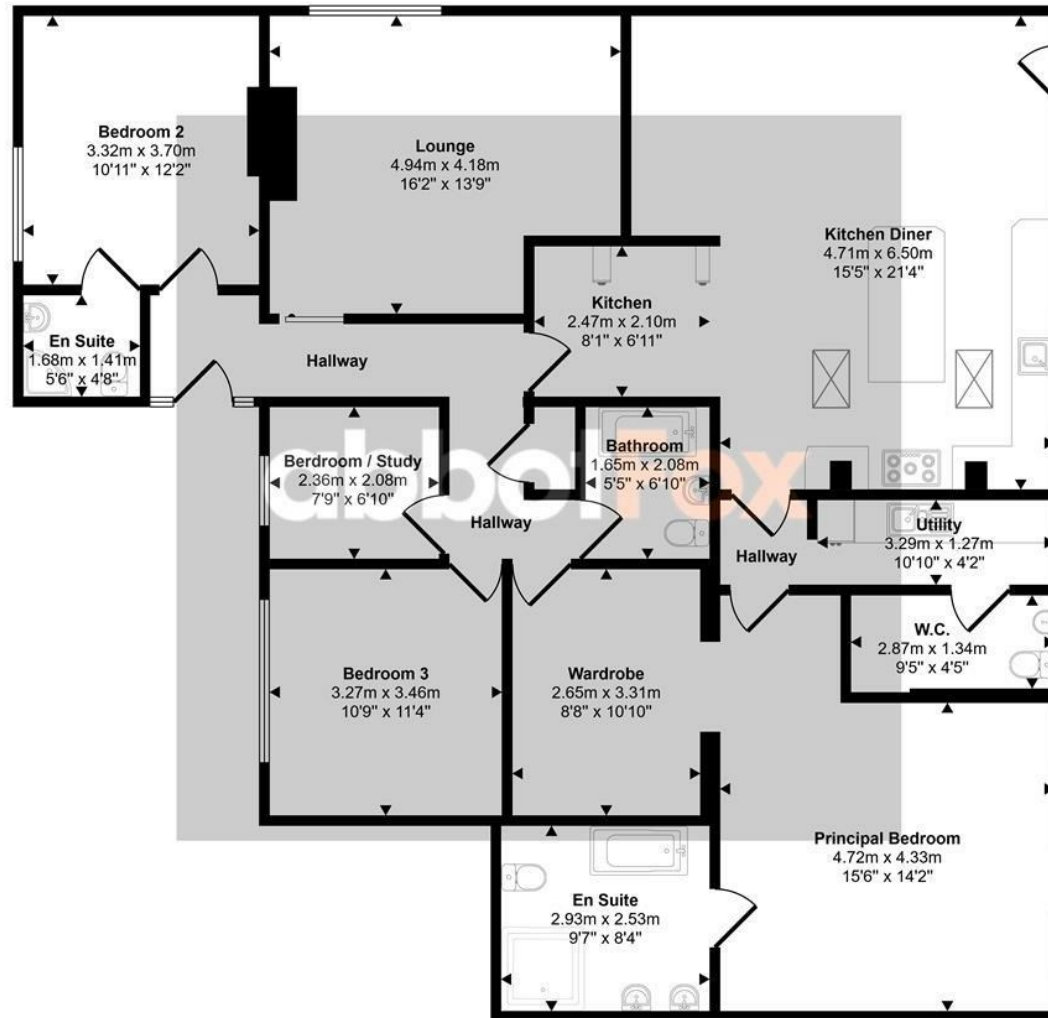 Bedroom 2
3.32m x 3.70m
10'11" x 12'2"
Lounge
4.94m x 4.18m
16'2" x 13'9"
Kitchen Diner
4.71m x 6.50m
15'5" x 21'4"
Kitchen
2.47m x 2.10m
8'1" x 6'11"
En Suite
1.68m x 1.41m
5'6" x 4'8"
Hallway
abbotFox
Berdroom / Study
2.36m x 2.08m
7'9" x 6'10"
Bathroom
1.65m x 2.08m
5'5" x 6'10"
Hallway
Hallway
Utility
3.29m x 1.27m
10'10" x 4'2"
W.C.
2.87m x 1.34m
9'5" x 4'5"
Bedroom 3
3.27m x 3.46m
10'9" x 11'4"
Wardrobe
2.65m x 3.31m
8'8" x 10'10"
Principal Bedroom
4.72m x 4.33m
15'6" x 14'2"
En Suite
2.93m x 2.53m
9'7" x 8'4"